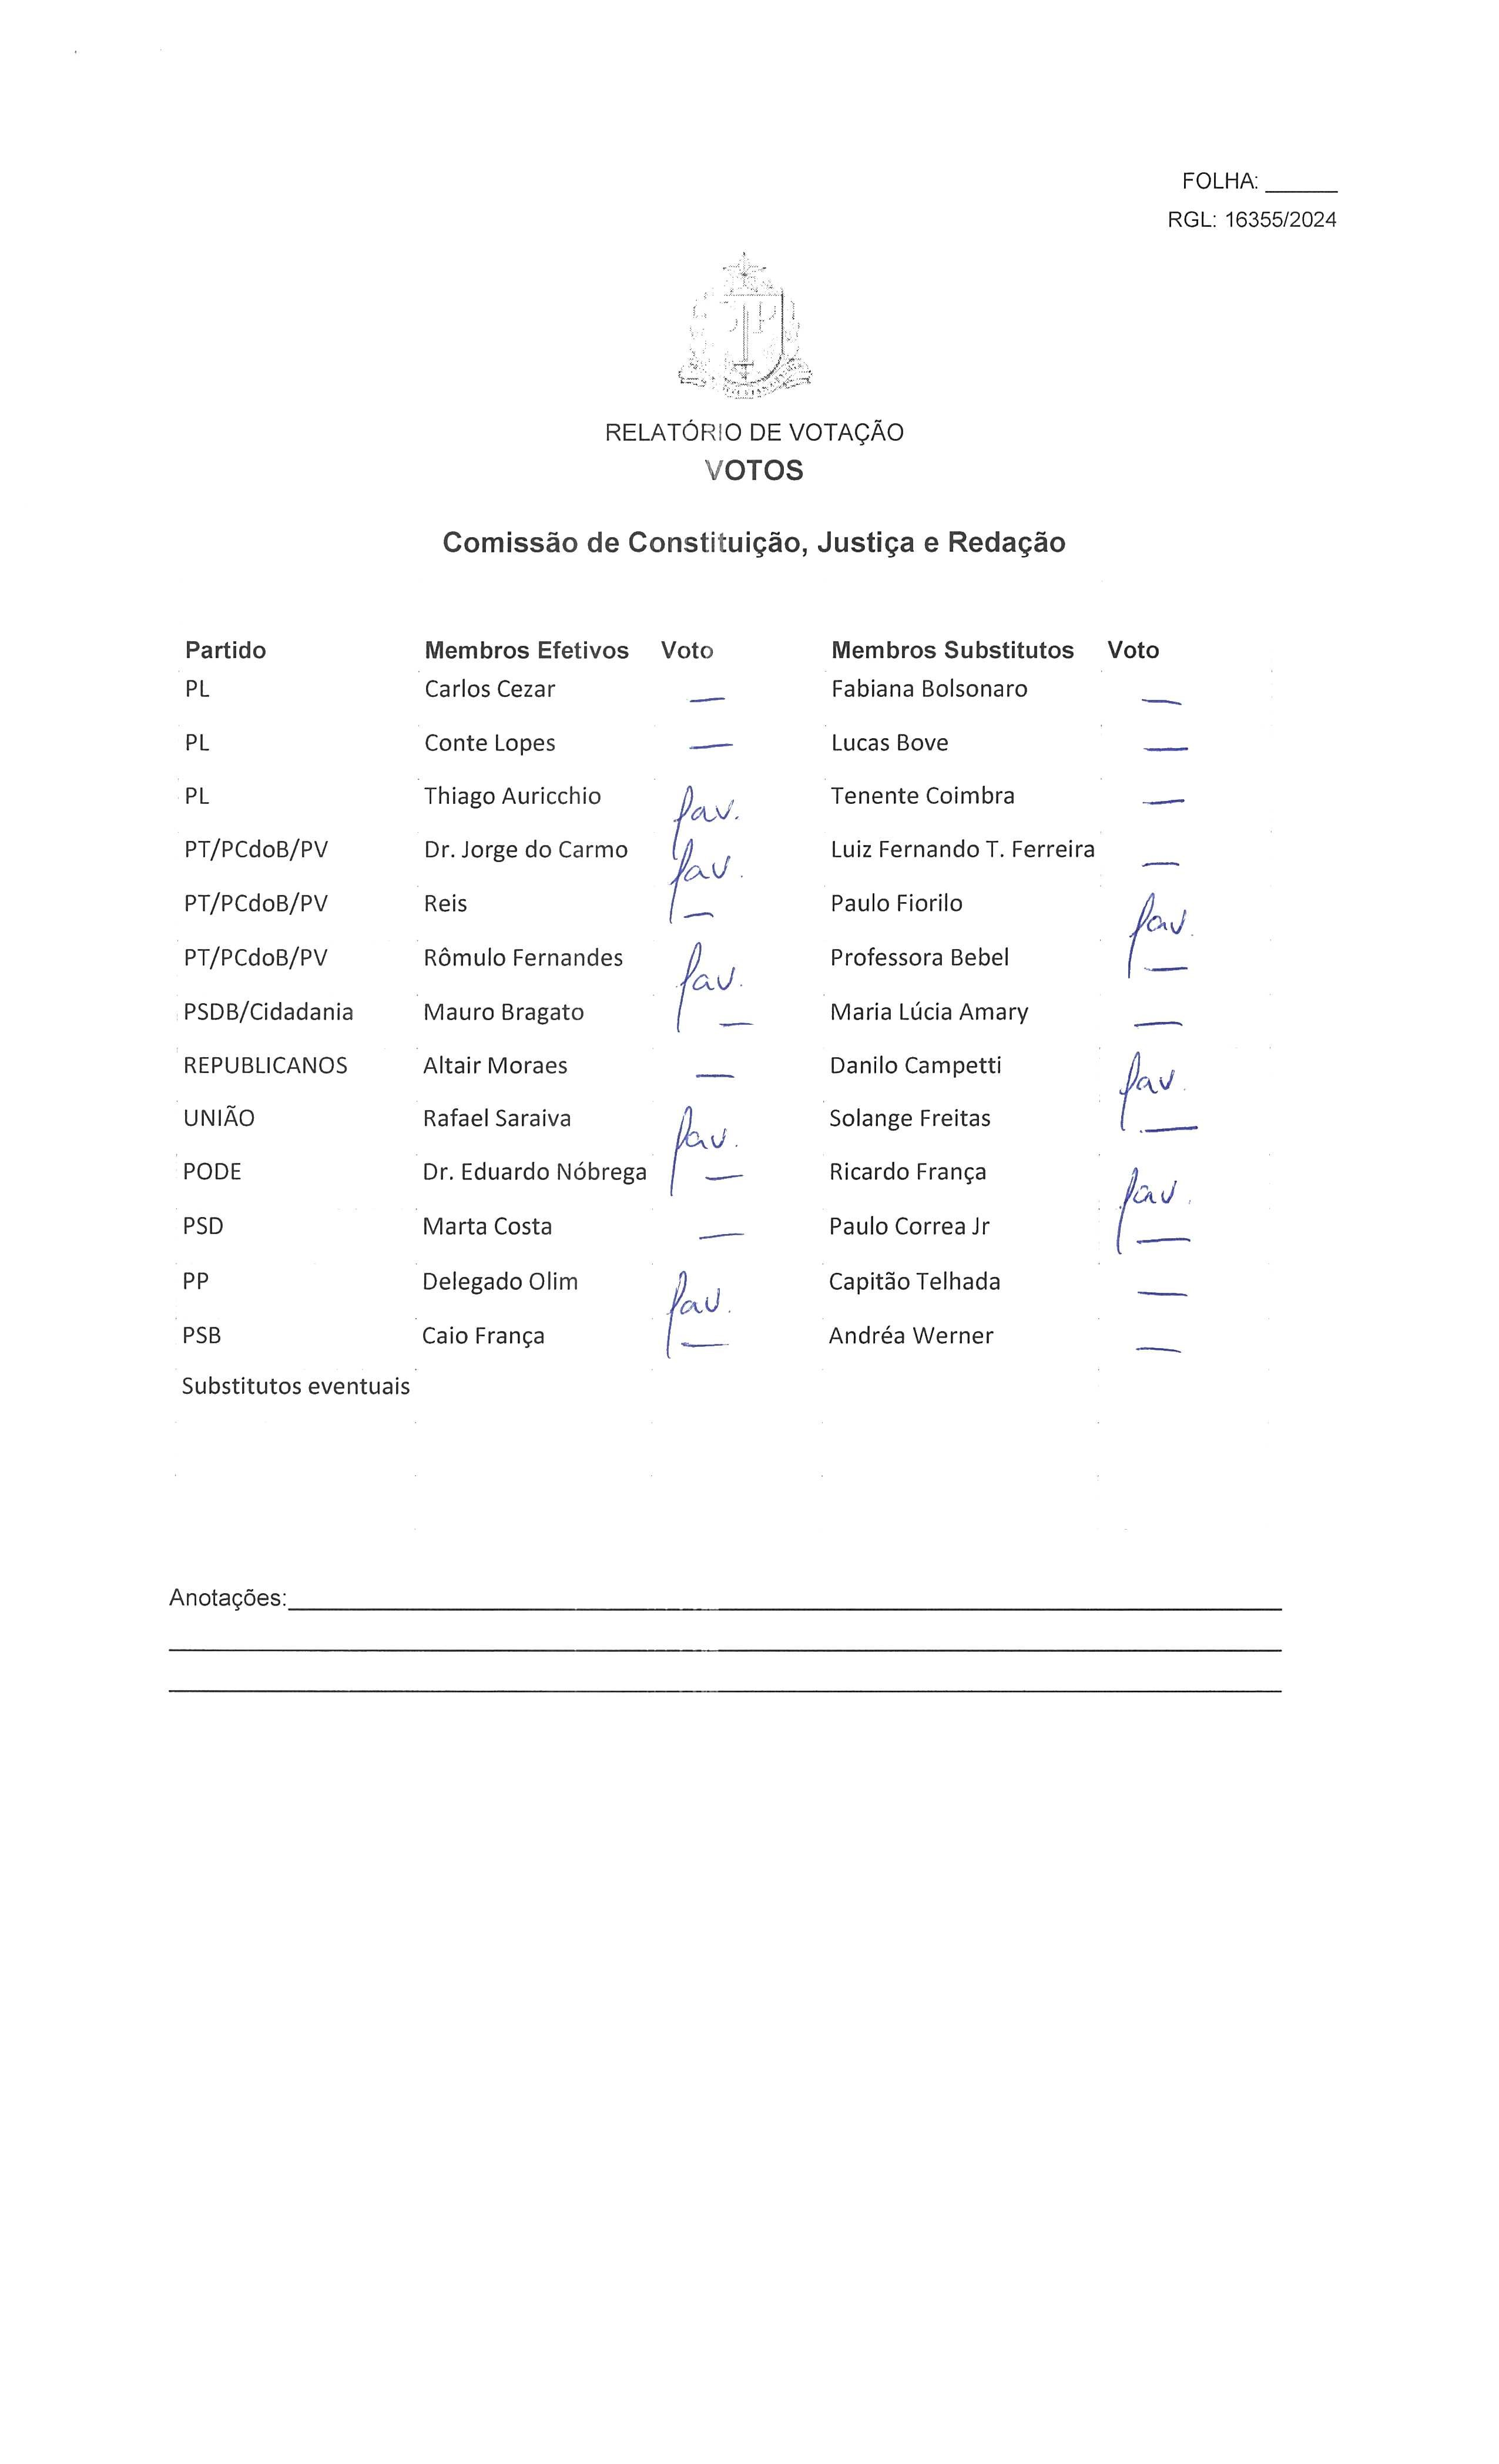 FOLHA: ______
RGL: 16355/2024
RELATÓRIO DE VOTAÇÃO
VOTOS
Comissão de Constituição, Justiça e Redação
Partido Membros Efetivos Voto Membros Substitutos Voto
PL Carlos Cezar — Fabiana Bolsonaro —
PL Conte Lopes — Lucas Bove —
PL Thiago Auricchio fav. Tenente Coimbra —
PT/PCdoB/PV Dr. Jorge do Carmo fav. Luiz Fernando T. Ferreira —
PT/PCdoB/PV Reis — Paulo Fiorilo fav.
PT/PCdoB/PV Rômulo Fernandes fav. Professora Bebel —
PSDB/Cidadania Mauro Bragato — Maria Lúcia Amary —
REPUBLICANOS Altair Moraes — Danilo Campetti fav.
UNIÃO Rafael Saraiva fav. Solange Freitas —
PODE Dr. Eduardo Nóbrega — Ricardo França fav.
PSD Marta Costa — Paulo Correa Jr —
PP Delegado Olim fav. Capitão Telhada —
PSB Caio França — Andréa Werner —
Substitutos eventuais
Anotações: